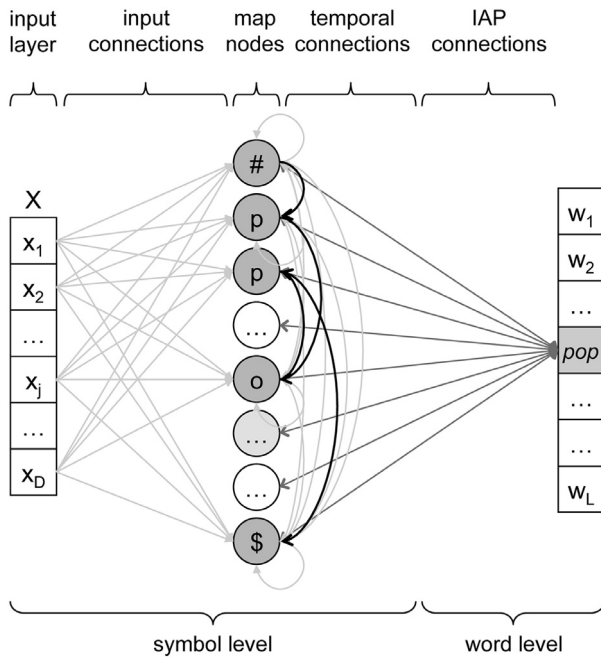 input layer
input connections
map nodes
temporal connections
IAP connections
X
x1
x2
...
xj
...
xD
#
p
p
...
o
...
...
$
w1
w2
...
pop
...
...
wL
symbol level
word level